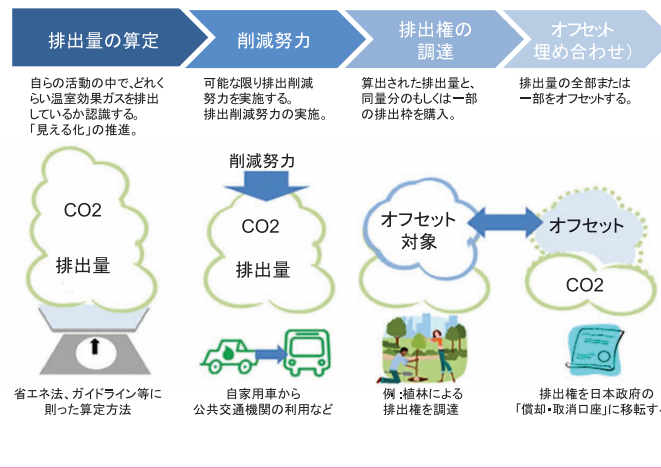 排出量の算定
削減努力
排出権の
調達
オフセット
埋め合わせ)
自らの活動の中で、どれく
らい温室効果ガスを排出
しているか認識する。
「見える化」の推進。
可能な限り排出削減
努力を実施する。
排出削減努力の実施。
算出された排出量と、
同量分のもしくは一部
の排出枠を購入。
排出量の全部または
一部をオフセットする。
CO2
排出量
削減努力
CO2
排出量
オフセット
対象
オフセット
CO2
省エネ法、ガイドライン等に
則った算定方法
自家用車から
公共交通機関の利用など
例:植林による
排出権を調達
排出権を日本政府の
「償却・取消口座」に移転す